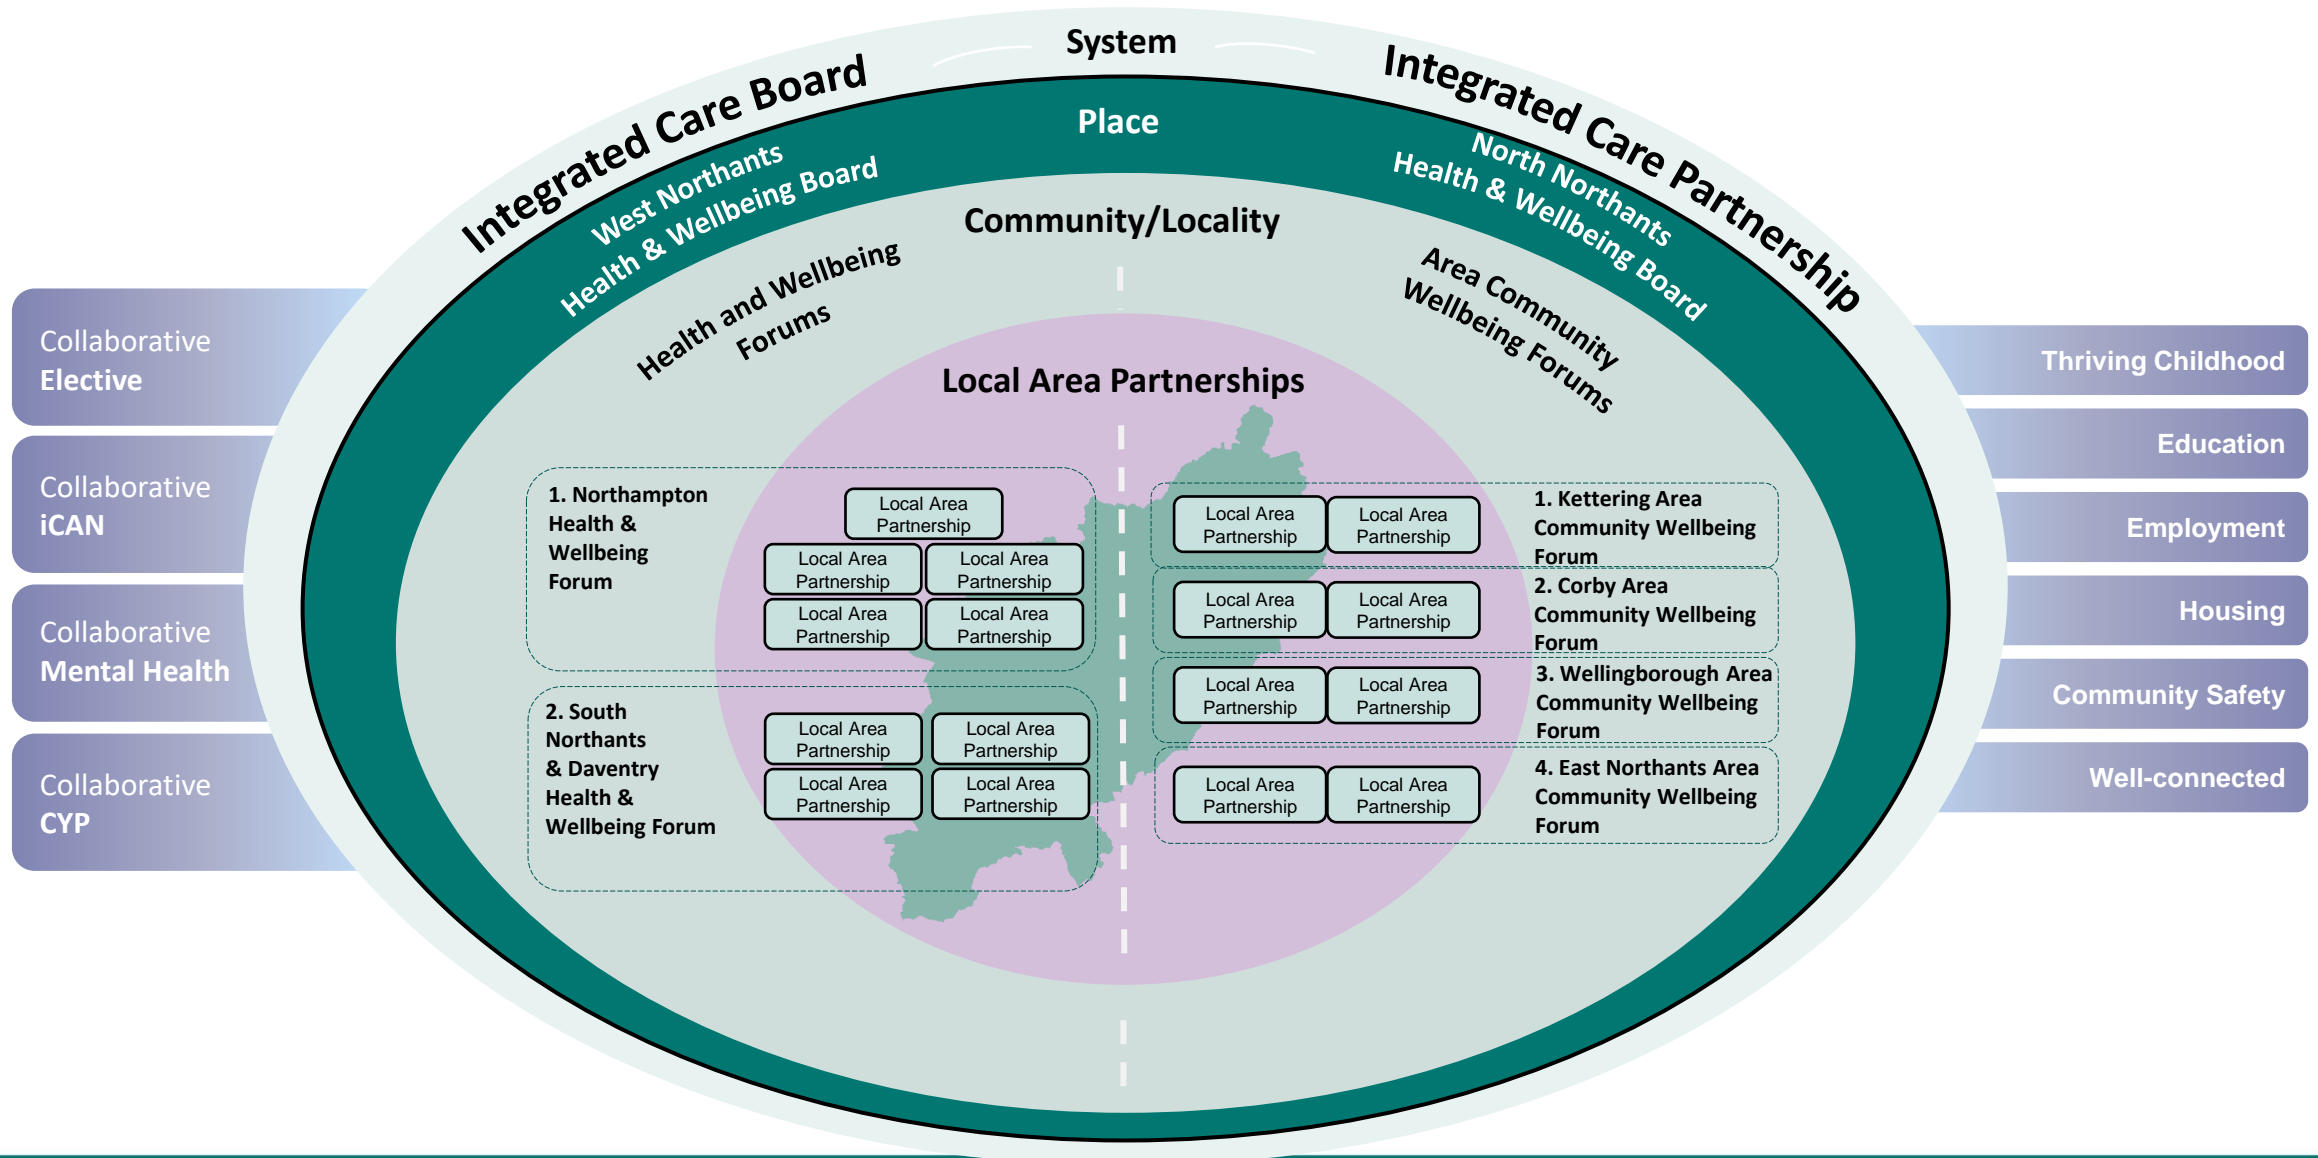 System
Integrated Care Board
Integrated Care Partnership
Place
West Northants
Health & Wellbeing Board
North Northants
Health & Wellbeing Board
Community/Locality
Health and Wellbeing
Forums
Area Community
Wellbeing Forums
Local Area Partnerships
Collaborative
Elective
Collaborative
iCAN
Collaborative
Mental Health
Collaborative
CYP
1. Northampton
Health &
Wellbeing
Forum
Local Area
Partnership
Local Area
Partnership
Local Area
Partnership
Local Area
Partnership
Local Area
Partnership
2. South
Northants
& Daventry
Health &
Wellbeing Forum
Local Area
Partnership
Local Area
Partnership
Local Area
Partnership
Local Area
Partnership
Local Area
Partnership
Local Area
Partnership
1. Kettering Area
Community Wellbeing
Forum
Local Area
Partnership
Local Area
Partnership
2. Corby Area
Community Wellbeing
Forum
Local Area
Partnership
Local Area
Partnership
3. Wellingborough Area
Community Wellbeing
Forum
Local Area
Partnership
Local Area
Partnership
4. East Northants Area
Community Wellbeing
Forum
Thriving Childhood
Education
Employment
Housing
Community Safety
Well-connected